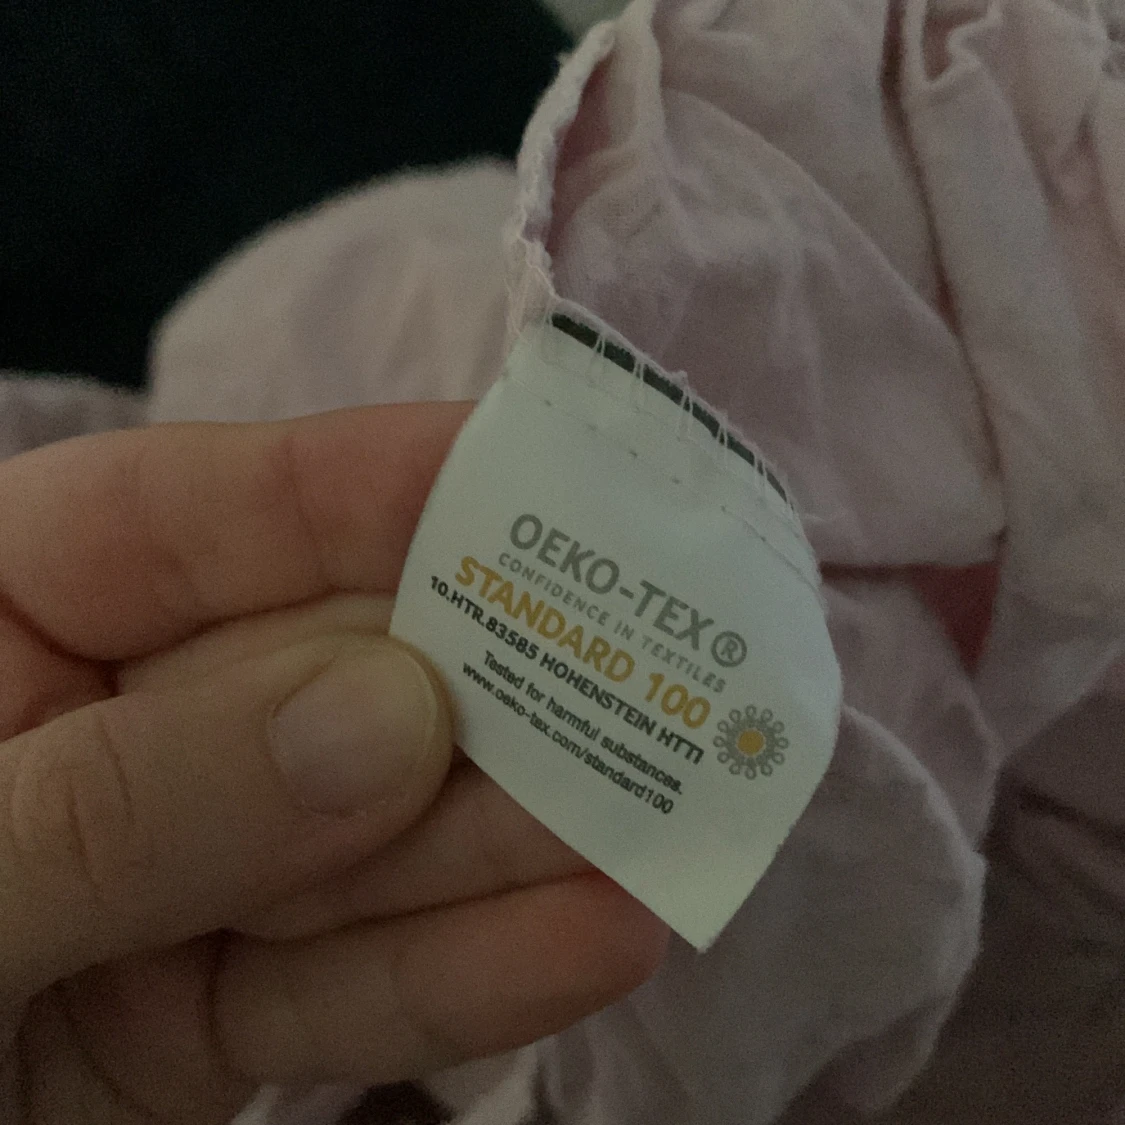 OEKO-TEX®
CONFIDENCE IN TEXTILES
STANDARD 100
10.HTR.83585 HOHENSTEIN HTTI
Tested for harmful substances.
www.oeko-tex.com/standard100